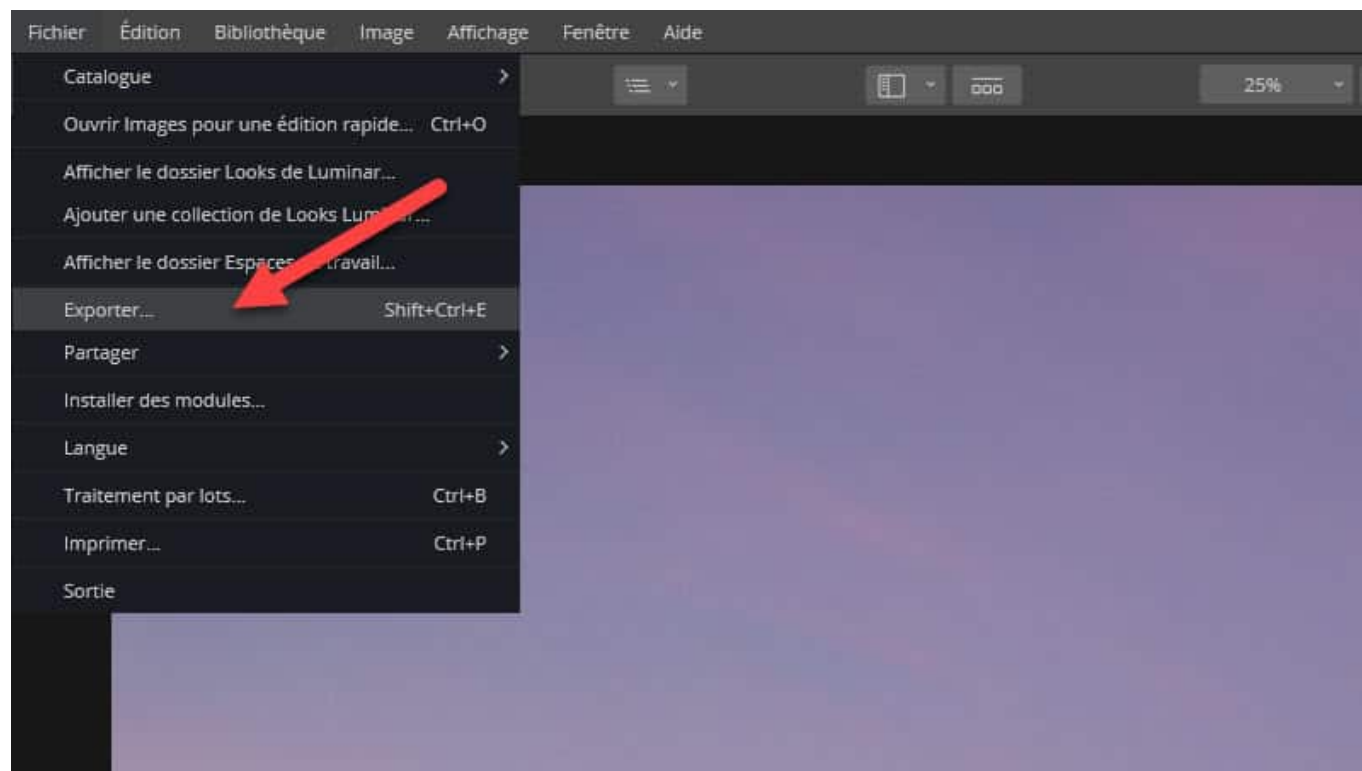 Fichier Édition Bibliothèque Image Affichage Fenêtre Aide
Catalogue
25%
Ouvrir Images pour une édition rapide... Ctrl+O
Afficher le dossier Looks de Luminar...
Ajouter une collection de Looks
Afficher le dossier
Exporter... Shift+Ctrl+E
Partager
Installer des modules...
Langue
Traitement par lots... Ctrl+B
Imprimer... Ctrl+P
Sortie